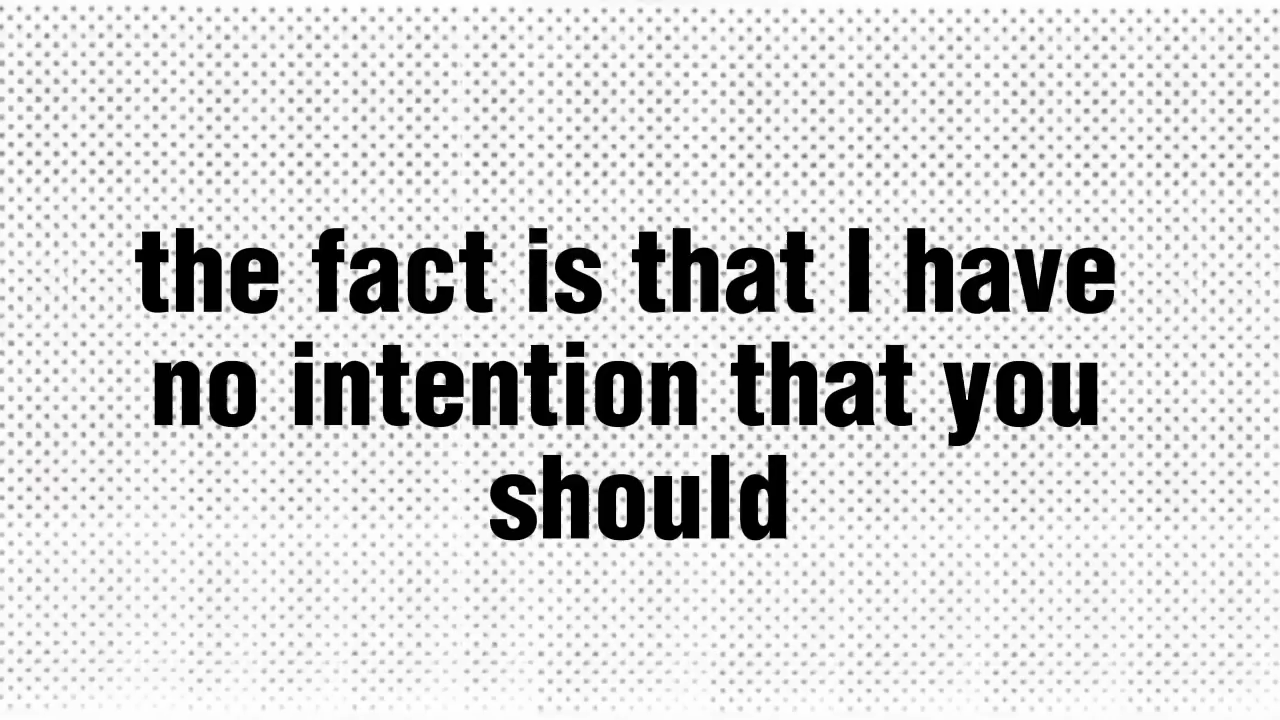 the fact is that I have
no intention that you
should